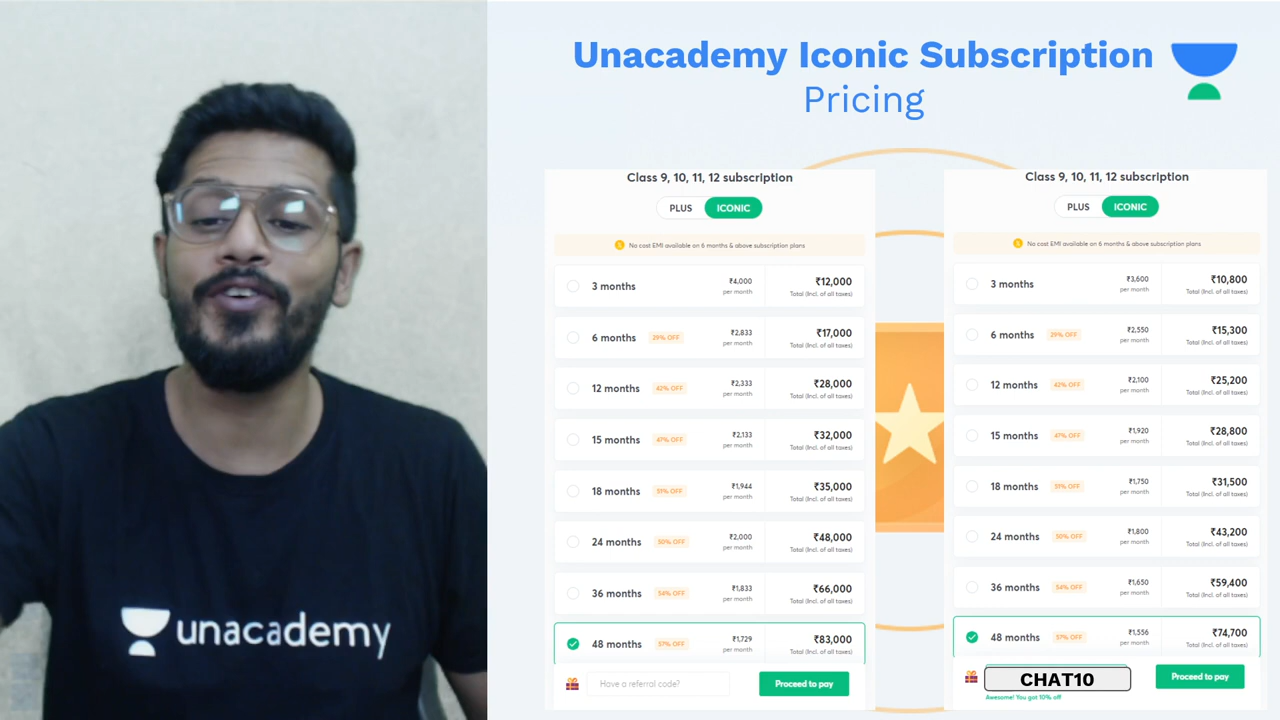 Unacademy Iconic Subscription
Pricing
unacademy
Class 9, 10, 11, 12 subscription
PLUS ICONIC
No cost EMI available on 6 months & above subscription plans
3 months ₹4,000 ₹12,000
per month Total (Incl. of all taxes)
6 months 29% OFF ₹2,833 ₹17,000
per month Total (Incl. of all taxes)
12 months 42% OFF ₹2,333 ₹28,000
per month Total (Incl. of all taxes)
15 months 47% OFF ₹2,133 ₹32,000
per month Total (Incl. of all taxes)
18 months 51% OFF ₹1,944 ₹35,000
per month Total (Incl. of all taxes)
24 months 50% OFF ₹2,000 ₹48,000
per month Total (Incl. of all taxes)
36 months 54% OFF ₹1,833 ₹66,000
per month Total (Incl. of all taxes)
48 months 57% OFF ₹1,729 ₹83,000
per month Total (Incl. of all taxes)
Have a referral code? Proceed to pay
Class 9, 10, 11, 12 subscription
PLUS ICONIC
No cost EMI available on 6 months & above subscription plans
3 months ₹3,600 ₹10,800
per month Total (Incl. of all taxes)
6 months 29% OFF ₹2,550 ₹15,300
per month Total (Incl. of all taxes)
12 months 42% OFF ₹2,100 ₹25,200
per month Total (Incl. of all taxes)
15 months 47% OFF ₹1,920 ₹28,800
per month Total (Incl. of all taxes)
18 months 51% OFF ₹1,750 ₹31,500
per month Total (Incl. of all taxes)
24 months 50% OFF ₹1,800 ₹43,200
per month Total (Incl. of all taxes)
36 months 54% OFF ₹1,650 ₹59,400
per month Total (Incl. of all taxes)
48 months 57% OFF ₹1,556 ₹74,700
per month Total (Incl. of all taxes)
CHAT10 Proceed to pay
Awesome! You got 10% off